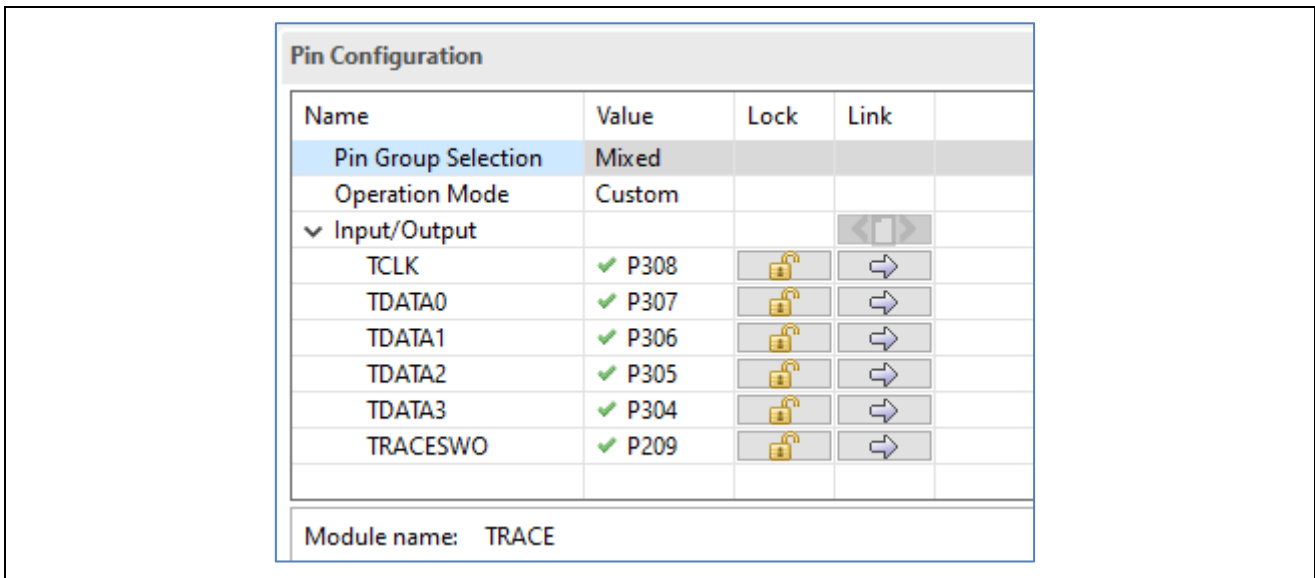 Pin Configuration
Name Value Lock Link
Pin Group Selection Mixed
Operation Mode Custom
Input/Output
TCLK P308
TDATA0 P307
TDATA1 P306
TDATA2 P305
TDATA3 P304
TRACESWO P209
Module name: TRACE